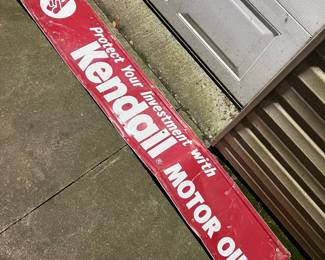 Protect Your Investment with
Kendall® MOTOR OIL